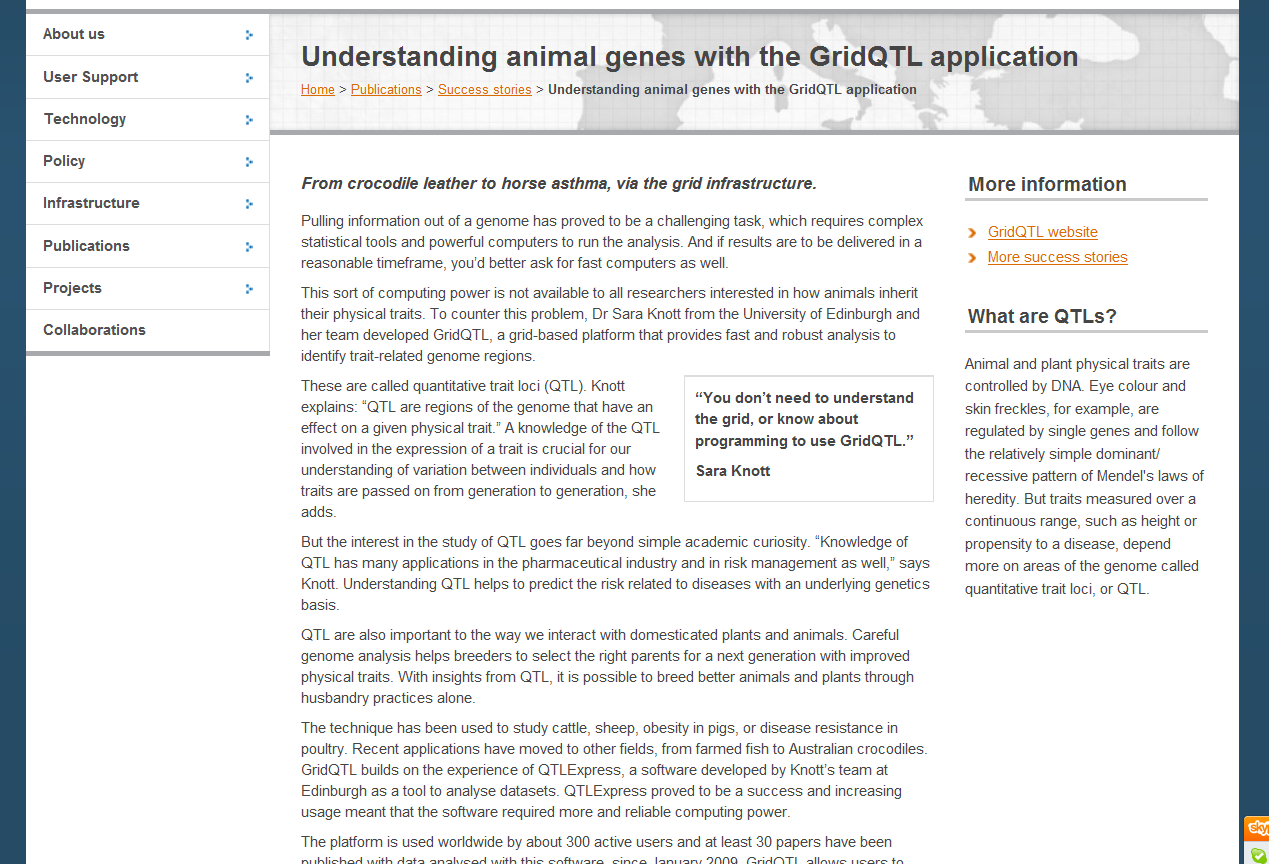 About us
User Support
Technology
Policy
Infrastructure
Publications
Projects
Collaborations
Understanding animal genes with the GridQTL application
Home > Publications > Success stories > Understanding animal genes with the GridQTL application
From crocodile leather to horse asthma, via the grid infrastructure.
Pulling information out of a genome has proved to be a challenging task, which requires complex
statistical tools and powerful computers to run the analysis. And if results are to be delivered in a
reasonable timeframe, you’d better ask for fast computers as well.
This sort of computing power is not available to all researchers interested in how animals inherit
their physical traits. To counter this problem, Dr Sara Knott from the University of Edinburgh and
her team developed GridQTL, a grid-based platform that provides fast and robust analysis to
identify trait-related genome regions.
These are called quantitative trait loci (QTL). Knott
explains: “QTL are regions of the genome that have an
effect on a given physical trait.” A knowledge of the QTL
involved in the expression of a trait is crucial for our
understanding of variation between individuals and how
traits are passed on from generation to generation, she
adds.
“You don’t need to understand
the grid, or know about
programming to use GridQTL.”
Sara Knott
But the interest in the study of QTL goes far beyond simple academic curiosity. “Knowledge of
QTL has many applications in the pharmaceutical industry and in risk management as well,” says
Knott. Understanding QTL helps to predict the risk related to diseases with an underlying genetics
basis.
QTL are also important to the way we interact with domesticated plants and animals. Careful
genome analysis helps breeders to select the right parents for a next generation with improved
physical traits. With insights from QTL, it is possible to breed better animals and plants through
husbandry practices alone.
The technique has been used to study cattle, sheep, obesity in pigs, or disease resistance in
poultry. Recent applications have moved to other fields, from farmed fish to Australian crocodiles.
GridQTL builds on the experience of QTLExpress, a software developed by Knott’s team at
Edinburgh as a tool to analyse datasets. QTLExpress proved to be a success and increasing
usage meant that the software required more and reliable computing power.
The platform is used worldwide by about 300 active users and at least 30 papers have been
published with data analysed with this software, since January 2009. GridQTL allows users to
More information
GridQTL website
More success stories
What are QTLs?
Animal and plant physical traits are
controlled by DNA. Eye colour and
skin freckles, for example, are
regulated by single genes and follow
the relatively simple dominant/
recessive pattern of Mendel's laws of
heredity. But traits measured over a
continuous range, such as height or
propensity to a disease, depend
more on areas of the genome called
quantitative trait loci, or QTL.